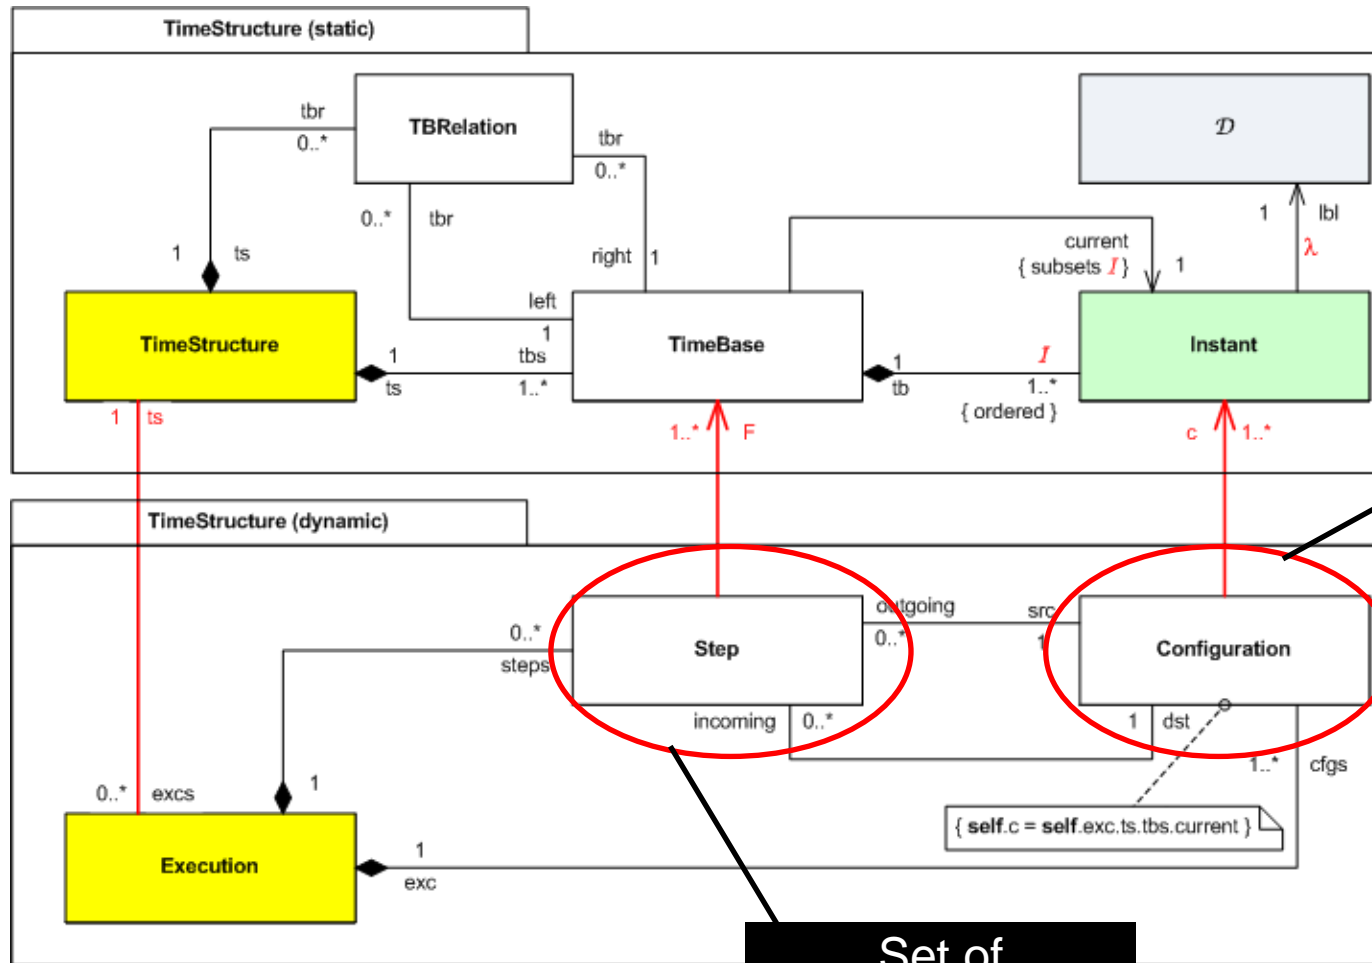 TimeStructure (static)
tbr
0..*
TBRelation
tbr
0..*
𝒟
0..*
tbr
1
lbl
λ
1
ts
right
1
current
{ subsets I }
1
left
1
TimeStructure
1
ts
tbs
1..*
TimeBase
1
tb
I
1..*
{ ordered }
Instant
1
ts
1..*
F
c
1..*
TimeStructure (dynamic)
0..*
steps
Step
outgoing
0..*
src
1
Configuration
incoming
0..*
1
dst
1..*
cfgs
0..*
excs
1
{ self.c = self.exc.ts.tbs.current }
Execution
1
exc
Set of